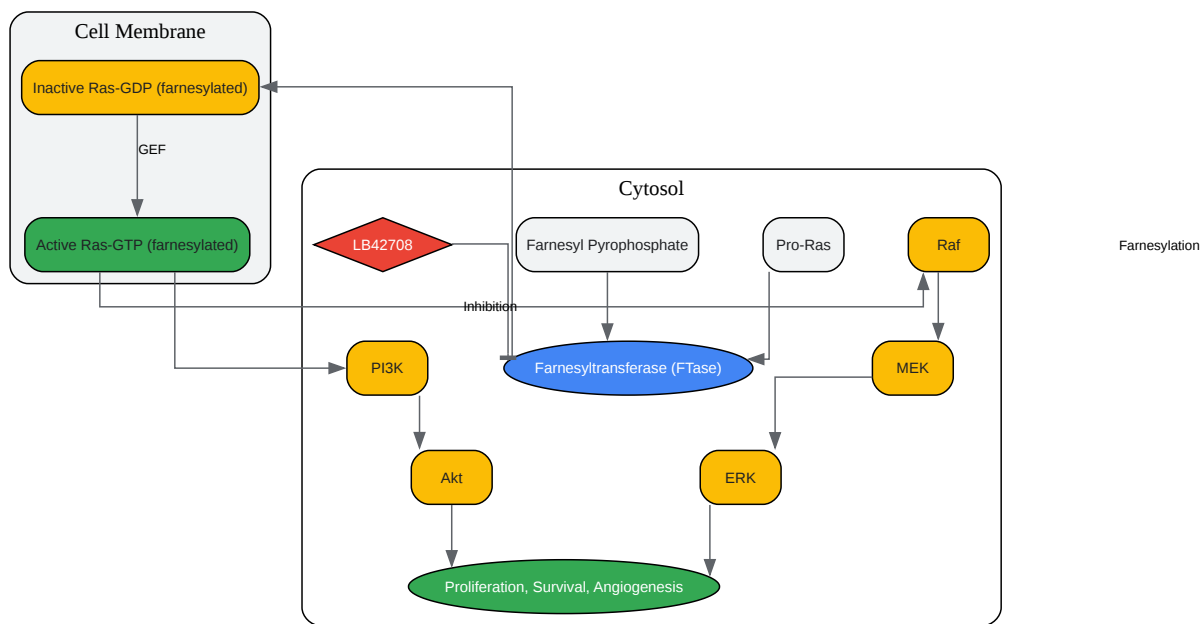 Cell Membrane
Inactive Ras-GDP (farnesylated)
GEF
Cytosol
Active Ras-GTP (farnesylated)
LB42708
Farnesyl Pyrophosphate
Pro-Ras
Raf
Farnesylation
Inhibition
PI3K
Farnesyltransferase (FTase)
MEK
Akt
ERK
Proliferation, Survival, Angiogenesis